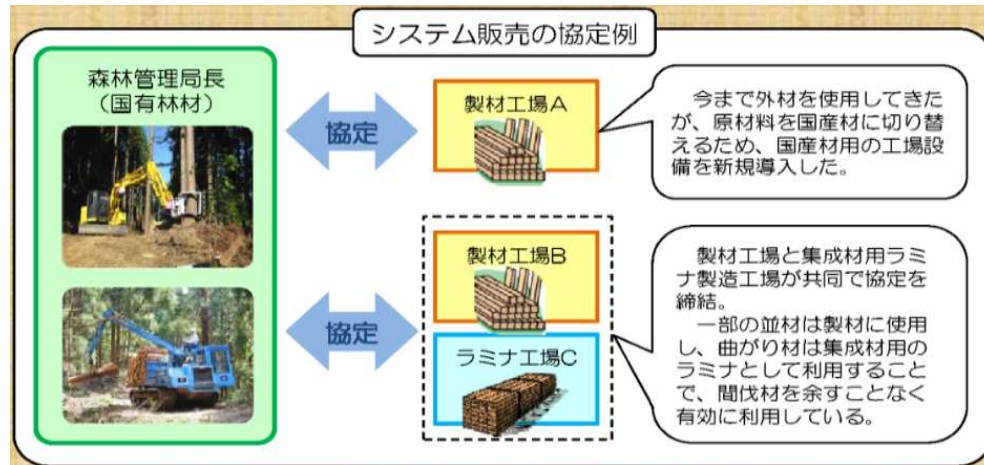 システム販売の協定例
森林管理局長
(国有林材)
協定
製材工場A
今まで外材を使用してきた
が、原材料を国産材に切り替
えるため、国産材用の工場設
備を新規導入した。
協定
製材工場B
ラミナ工場C
製材工場と集成材用ラミ
ナ製造工場が共同で協定を
締結。
一部の並材は製材に使用
し、曲がり材は集成材用の
ラミナとして利用すること
で、間伐材を余すことなく
有効に利用している。